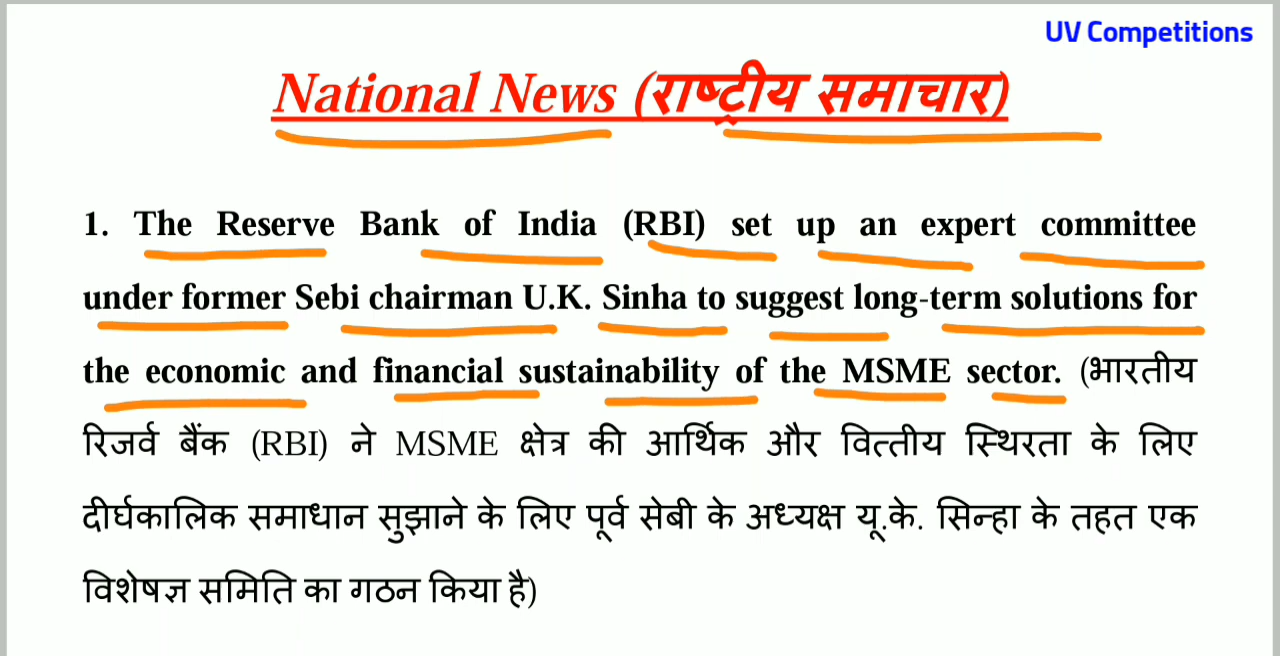 UV Competitions
National News (राष्ट्रीय समाचार)
1. The Reserve Bank of India (RBI) set up an expert committee
under former Sebi chairman U.K. Sinha to suggest long-term solutions for
the economic and financial sustainability of the MSME sector. (भारतीय
रिजर्व बैंक (RBI) ने MSME क्षेत्र की आर्थिक और वित्तीय स्थिरता के लिए
दीर्घकालिक समाधान सुझाने के लिए पूर्व सेबी के अध्यक्ष यू.के. सिन्हा के तहत एक
विशेषज्ञ समिति का गठन किया है)